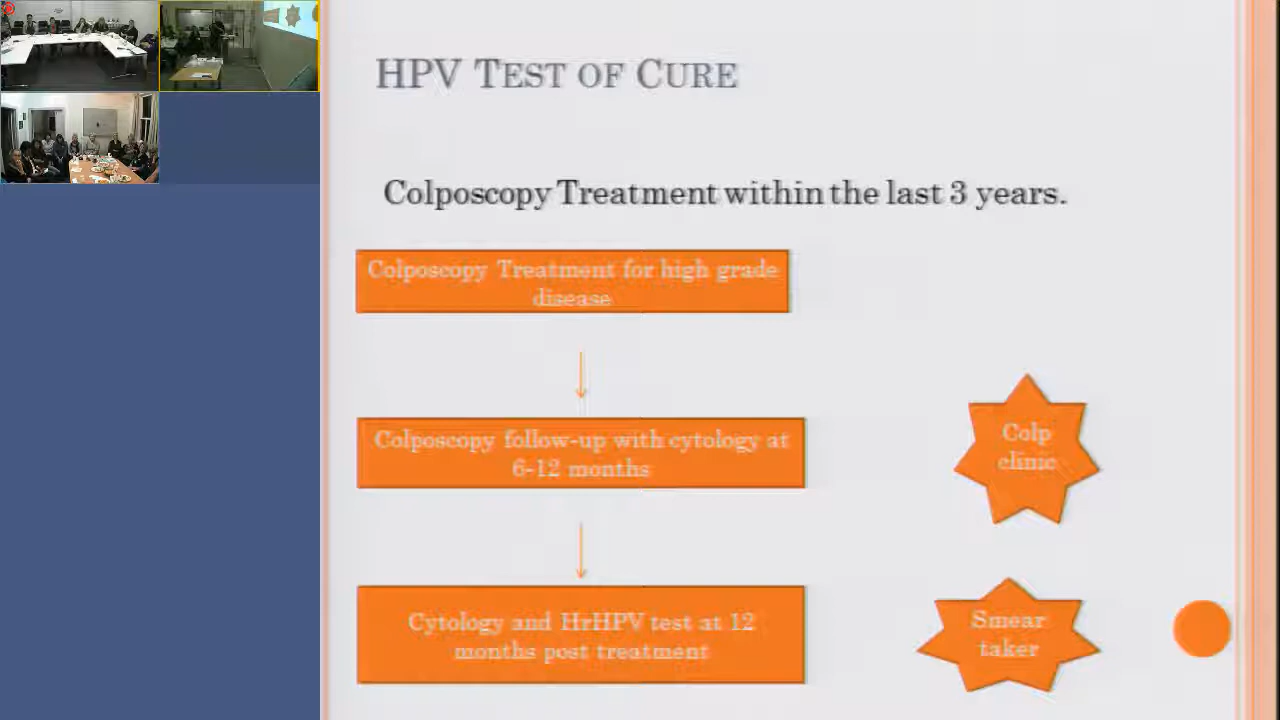 HPV TEST OF CURE
Colposcopy Treatment within the last 3 years.
Colposcopy Treatment for high grade
disease
Colposcopy follow-up with cytology at
6-12 months
Colp
clinic
Cytology and HrHPV test at 12
months post treatment
Smear
taker